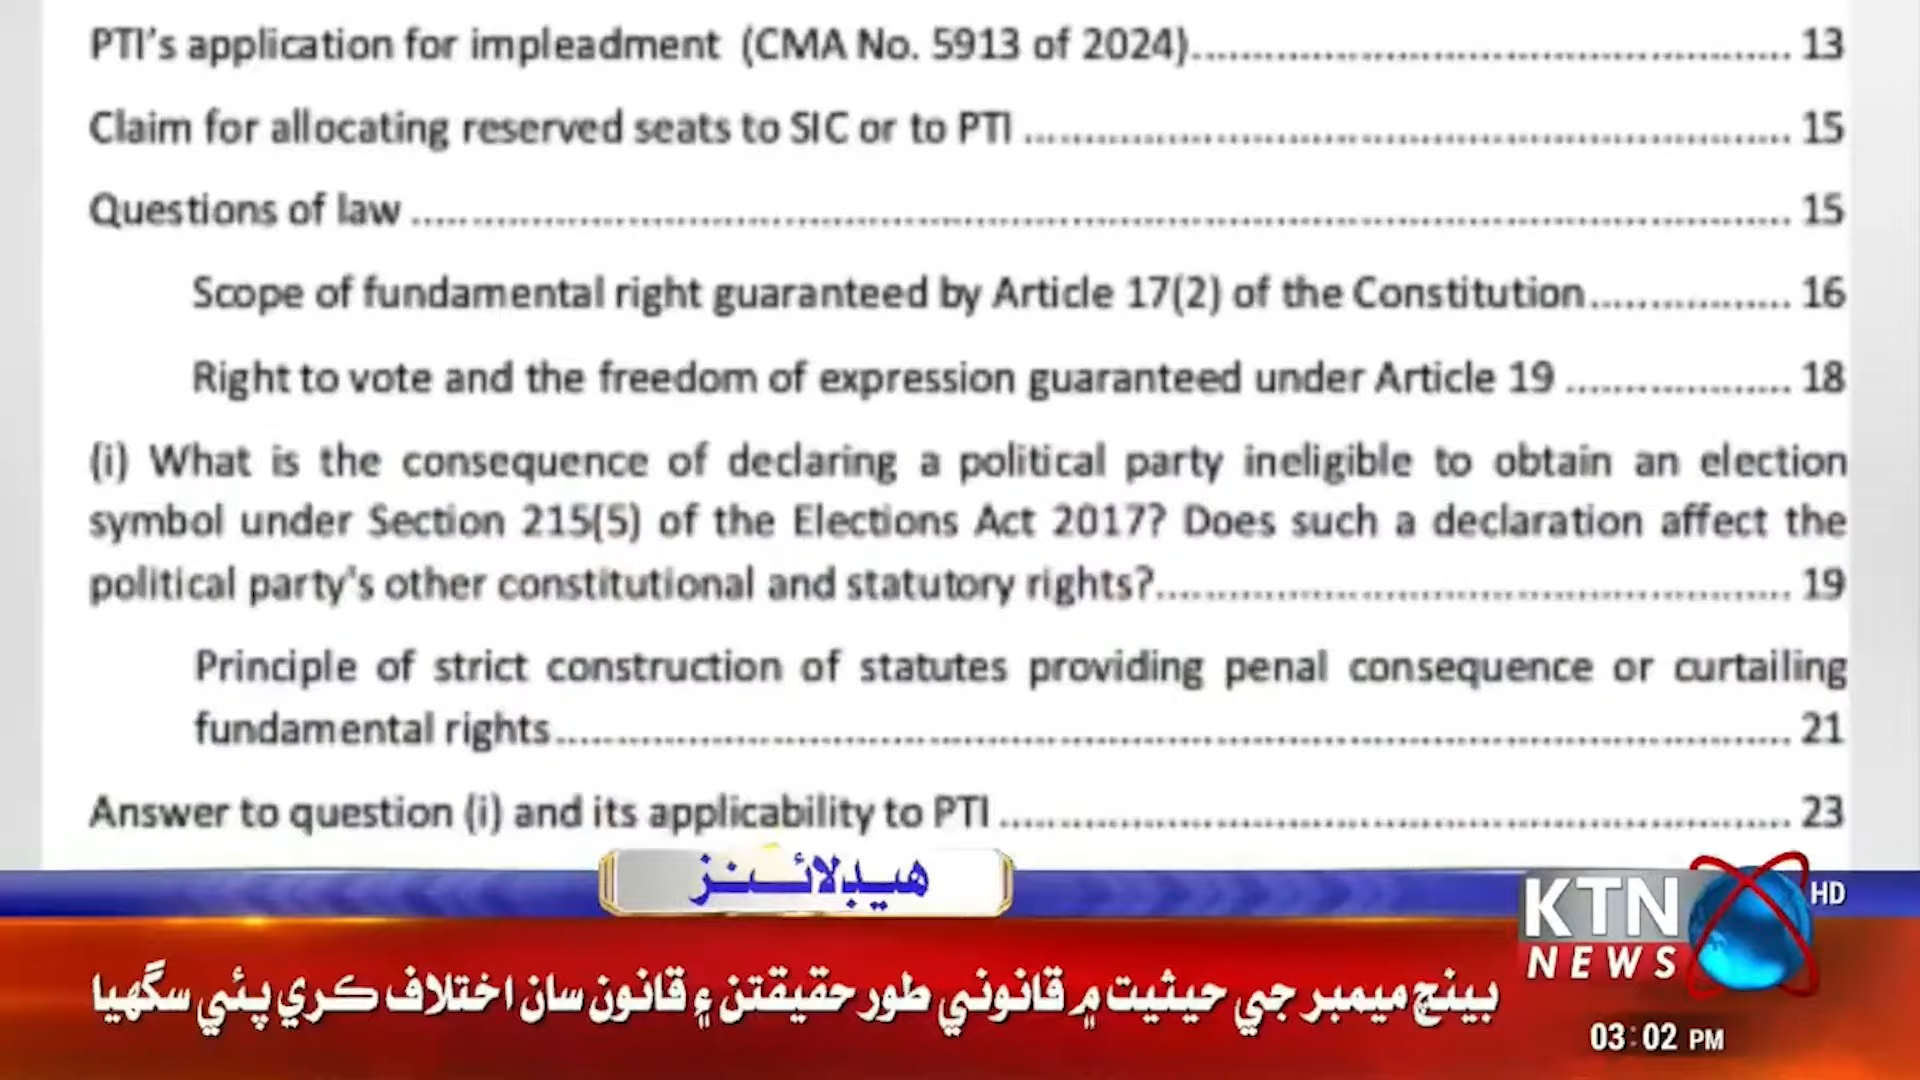 PTI's application for impleadment (CMA No. 5913 of 2024)........................................ 13
Claim for allocating reserved seats to SIC or to PTI ........................................ 15
Questions of law ........................................ 15
Scope of fundamental right guaranteed by Article 17(2) of the Constitution.................... 16
Right to vote and the freedom of expression guaranteed under Article 19 .................... 18
(i) What is the consequence of declaring a political party ineligible to obtain an election
symbol under Section 215(5) of the Elections Act 2017? Does such a declaration affect the
political party's other constitutional and statutory rights?........................................ 19
Principle of strict construction of statutes providing penal consequence or curtailing
fundamental rights........................................ 21
Answer to question (i) and its applicability to PTI ........................................ 23
هيڊلائنز
KTN HD
NEWS
بينچ ميمبر جي حيثيت ۾ قانوني طور حقيقتن ۽ قانون سان اختلاف ڪري پئي سگهيا
03:02 PM